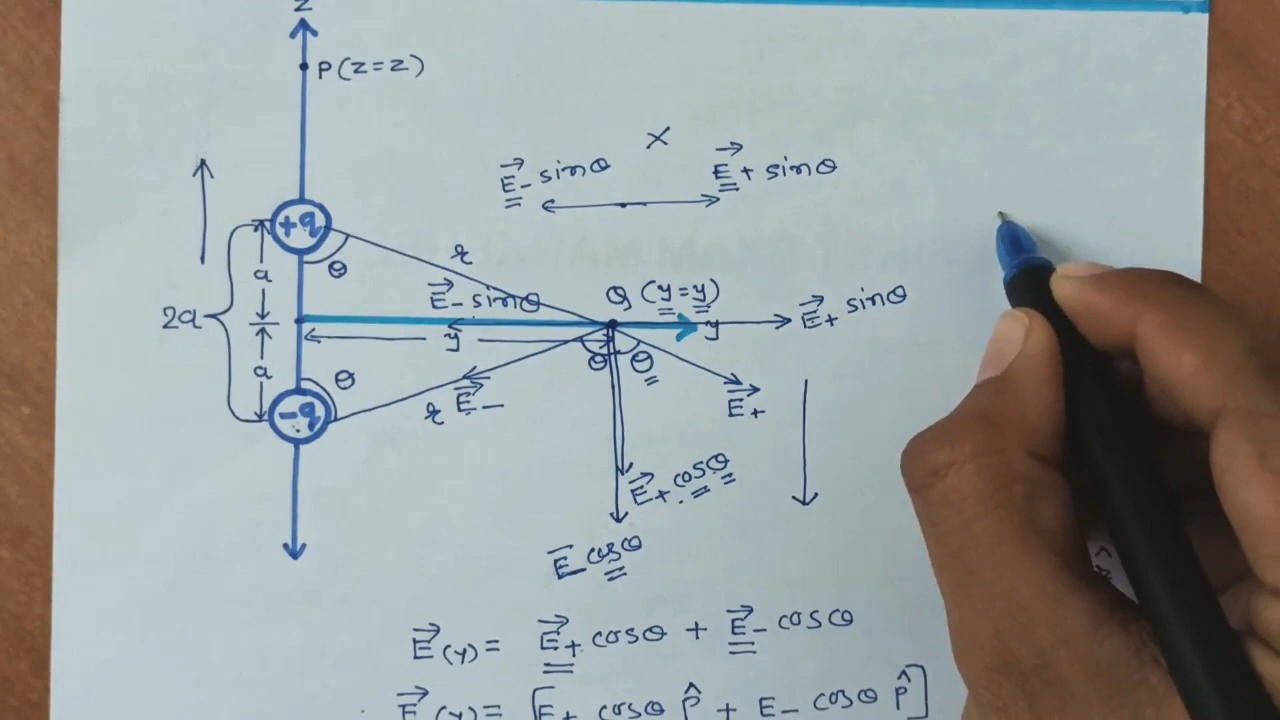 z
P(z=z)
E⃗- sinθ
X
E⃗+ sinθ
+q
θ
r
a
2a
a
E⃗- sinθ
Q (y=y)
E⃗+ sinθ
y
y
θ
θ
θ
-q
r
E⃗-
E⃗+
E⃗+ cosθ
E cosθ
E⃗(y) = E⃗+ cosθ + E⃗- cosθ
E⃗(y) = [E+ cosθ p̂ + E- cosθ p̂]